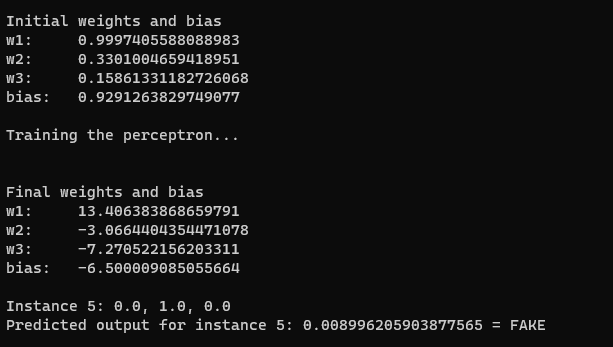 Initial weights and bias
w1: 0.9997405588088983
w2: 0.3301004659418951
w3: 0.15861331182726068
bias: 0.9291263829749077
Training the perceptron...
Final weights and bias
w1: 13.406383868659791
w2: -3.0664404354471078
w3: -7.270522156203311
bias: -6.500009085055664
Instance 5: 0.0, 1.0, 0.0
Predicted output for instance 5: 0.008996205903877565 = FAKE